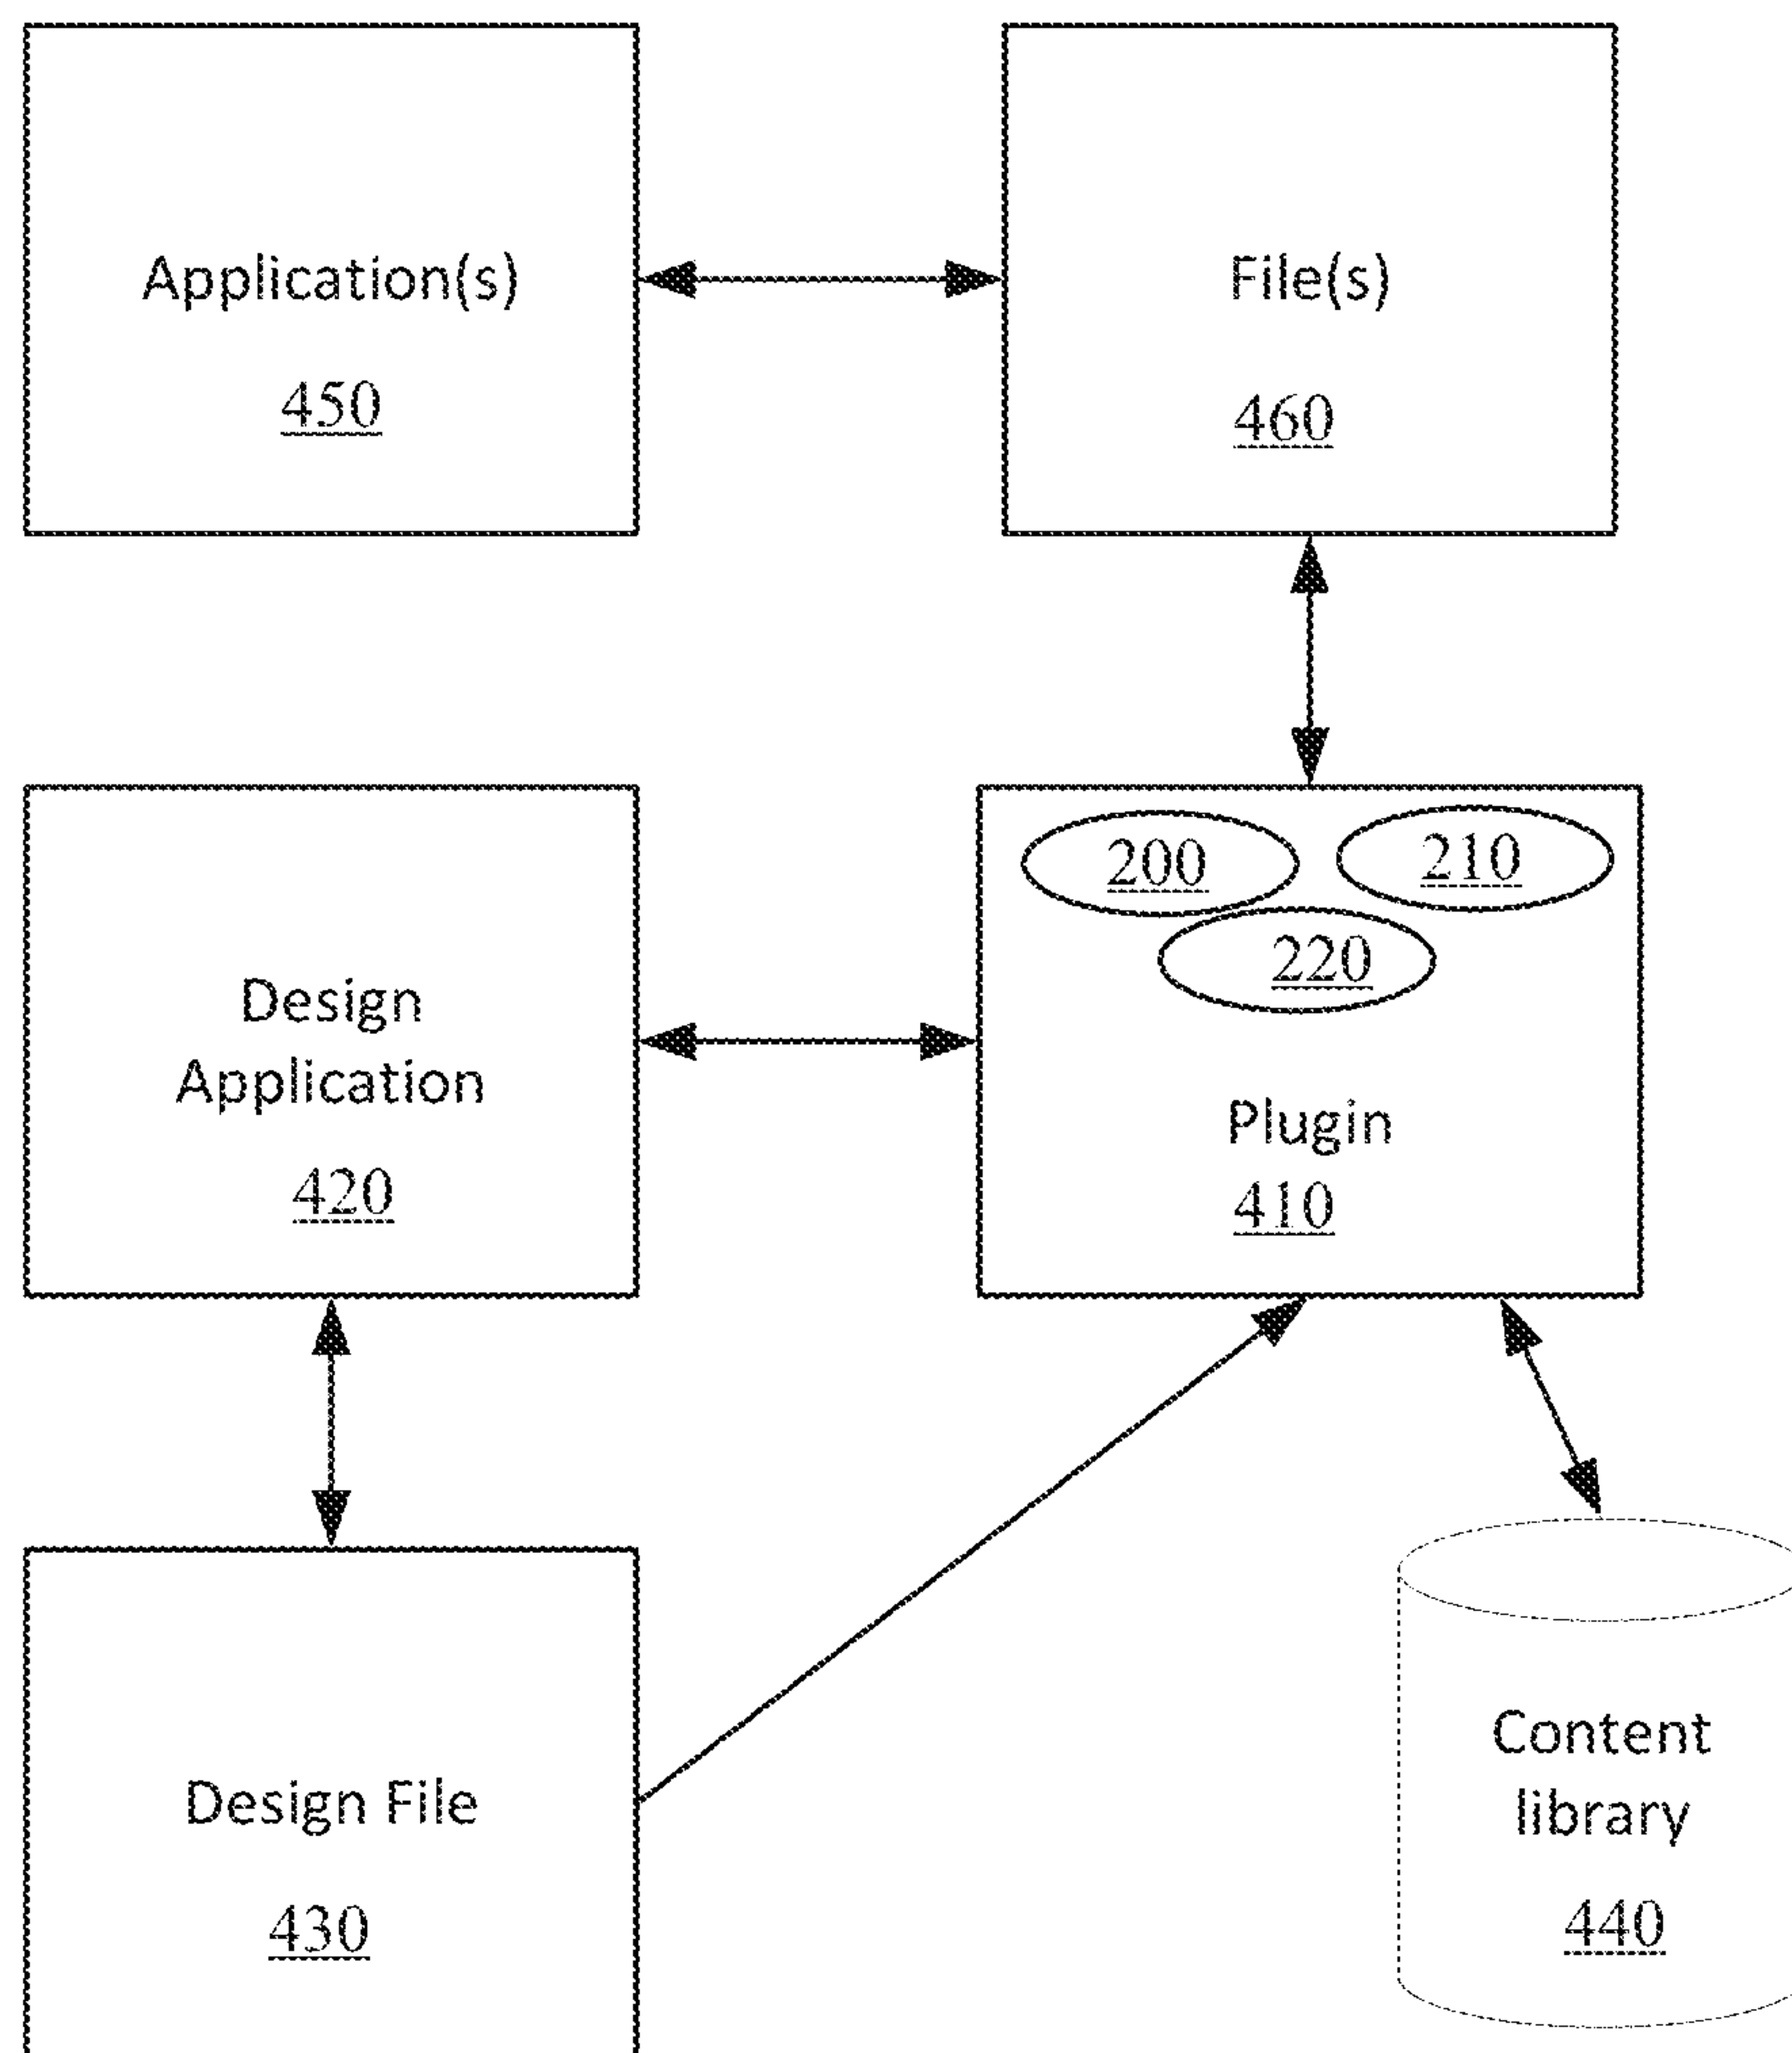 Application(s)
450
File(s)
460
200
210
220
Design
Application
420
Plugin
410
Design File
430
Content
library
440